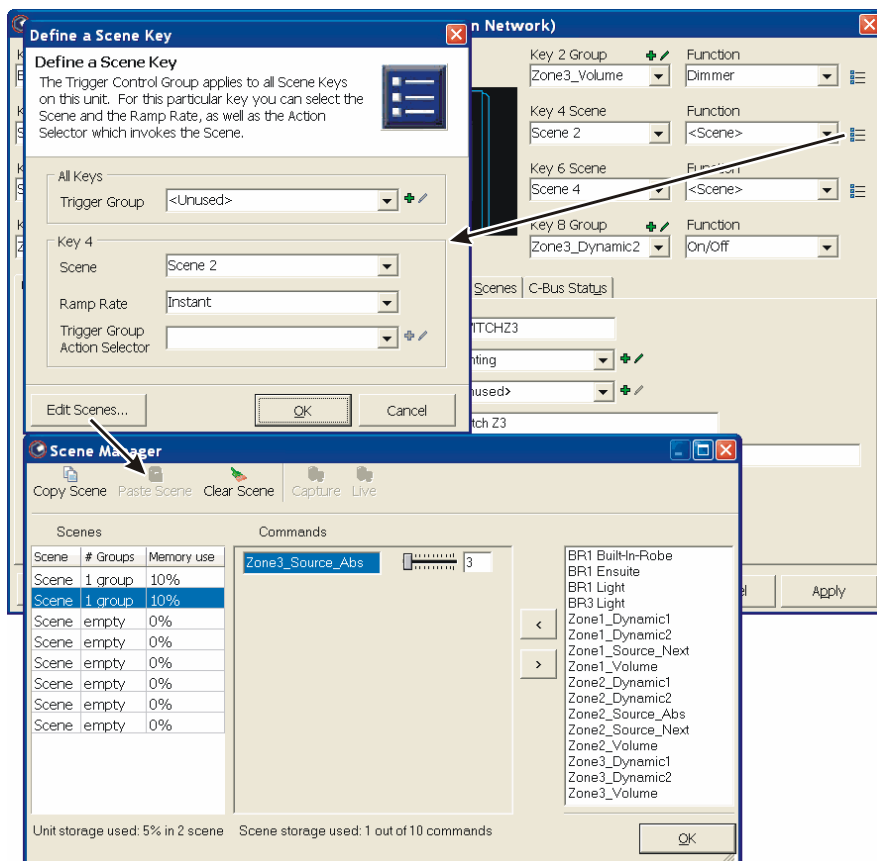 n Network)
Key 2 Group
Function
Zone3_Volume
Dimmer
Key 4 Scene
Function
Scene 2
<Scene>
Key 6 Scene
Function
Scene 4
<Scene>
Key 8 Group
Function
Zone3_Dynamic2
On/Off
Scenes
C-Bus Status
ITCHZ3
nting
nused>
tch Z3
Apply
Define a Scene Key
Define a Scene Key
The Trigger Control Group applies to all Scene Keys
on this unit. For this particular key you can select the
Scene and the Ramp Rate, as well as the Action
Selector which invokes the Scene.
All Keys
Trigger Group
<Unused>
Key 4
Scene
Scene 2
Ramp Rate
Instant
Trigger Group
Action Selector
Edit Scenes...
OK
Cancel
Scene Manager
Copy Scene
Paste Scene
Clear Scene
Capture
Live
Scenes
Commands
Scene # Groups Memory use
Scene 1 group 10%
Scene 1 group 10%
Scene empty 0%
Scene empty 0%
Scene empty 0%
Scene empty 0%
Scene empty 0%
Scene empty 0%
Zone3_Source_Abs
3
<
>
BR1 Built-In-Robe
BR1 Ensuite
BR1 Light
BR3 Light
Zone1_Dynamic1
Zone1_Dynamic2
Zone1_Source_Next
Zone1_Volume
Zone2_Dynamic1
Zone2_Dynamic2
Zone2_Source_Abs
Zone2_Source_Next
Zone2_Volume
Zone3_Dynamic1
Zone3_Dynamic2
Zone3_Volume
Unit storage used: 5% in 2 scene
Scene storage used: 1 out of 10 commands
OK